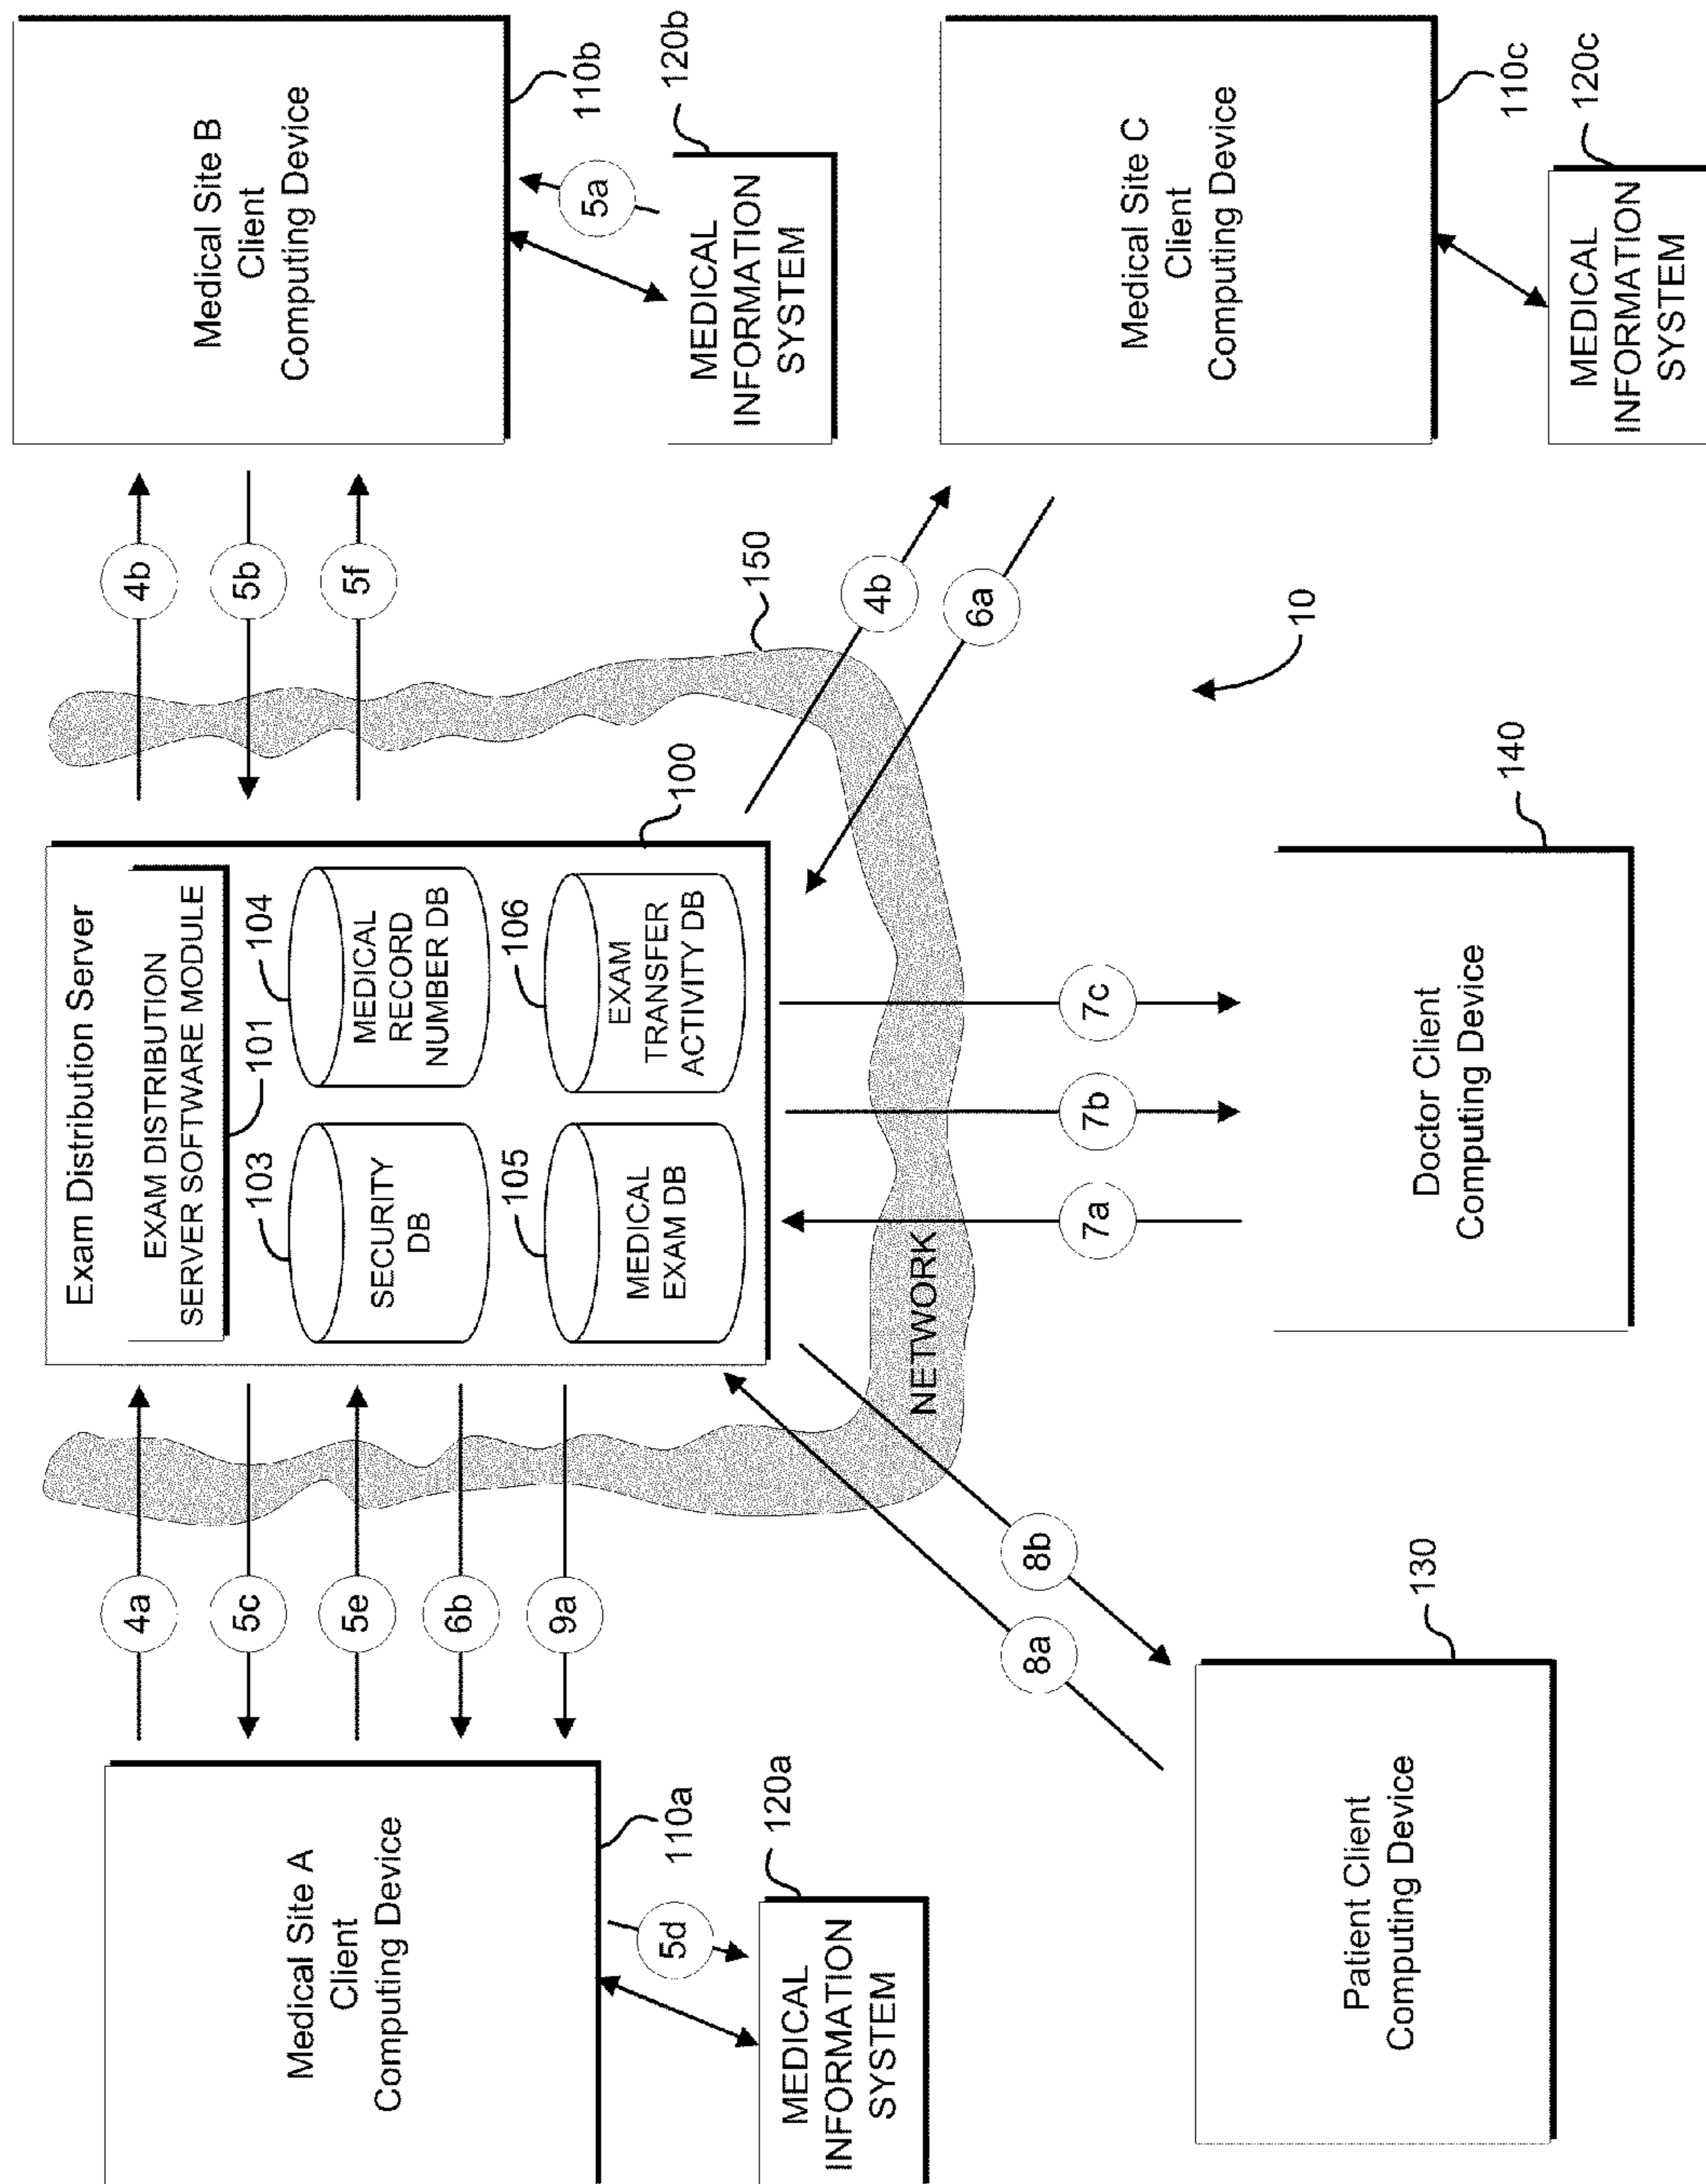 Medical Site A
Client
Computing Device
110a
5d
120a
MEDICAL
INFORMATION
SYSTEM
4a
5c
5e
6b
9a
Exam Distribution Server
EXAM DISTRIBUTION
SERVER SOFTWARE MODULE
101
103
SECURITY
DB
104
MEDICAL
RECORD
NUMBER DB
105
MEDICAL
EXAM DB
106
EXAM
TRANSFER
ACTIVITY DB
100
4b
5b
5f
Medical Site B
Client
Computing Device
110b
5a
120b
MEDICAL
INFORMATION
SYSTEM
150
4b
6a
Medical Site C
Client
Computing Device
110c
120c
MEDICAL
INFORMATION
SYSTEM
NETWORK
8a
8b
7a
7b
7c
10
130
Patient Client
Computing Device
140
Doctor Client
Computing Device